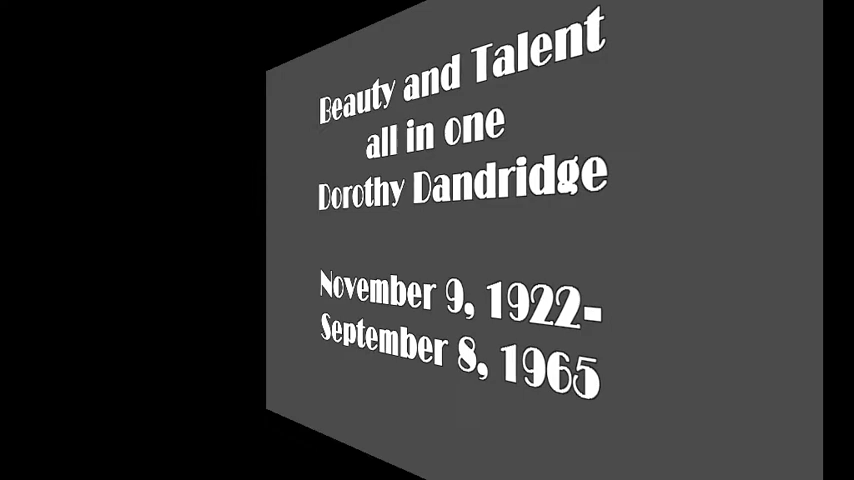 Beauty and Talent
all in one
Dorothy Dandridge
November 9, 1922-
September 8, 1965